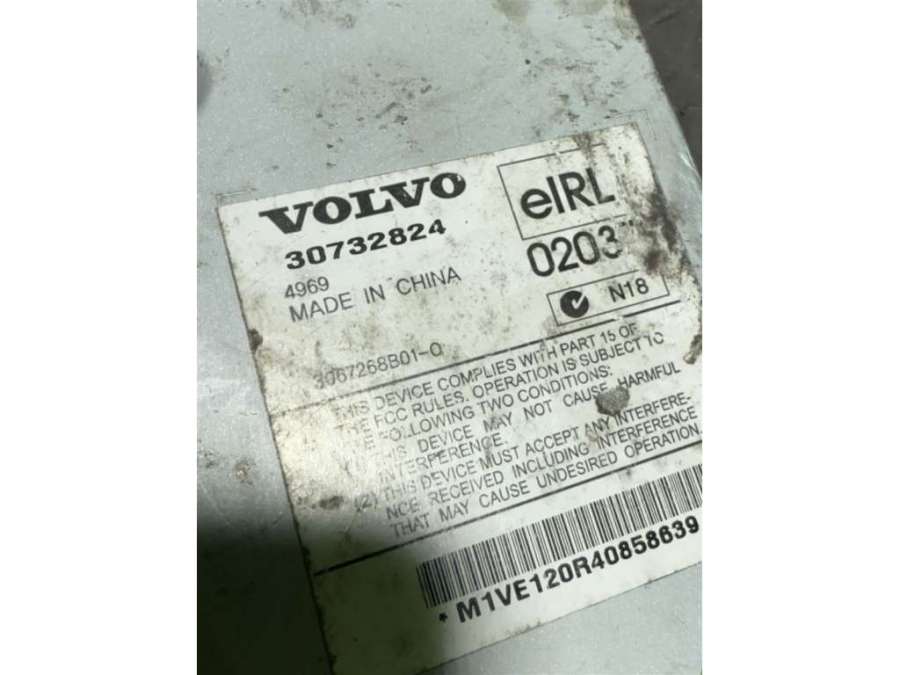 VOLVO
30732824
4969
MADE IN CHINA
eIRL
0203
N18
3067268B01-0
THIS DEVICE COMPLIES WITH PART 15 OF
THE FCC RULES. OPERATION IS SUBJECT TO
THE FOLLOWING TWO CONDITIONS:
THIS DEVICE MAY NOT CAUSE HARMFUL
INTERFERENCE.
(2) THIS DEVICE MUST ACCEPT ANY INTERFERE-
NCE RECEIVED INCLUDING INTERFERENCE
THAT MAY CAUSE UNDESIRED OPERATION.
* M1VE120R40858639